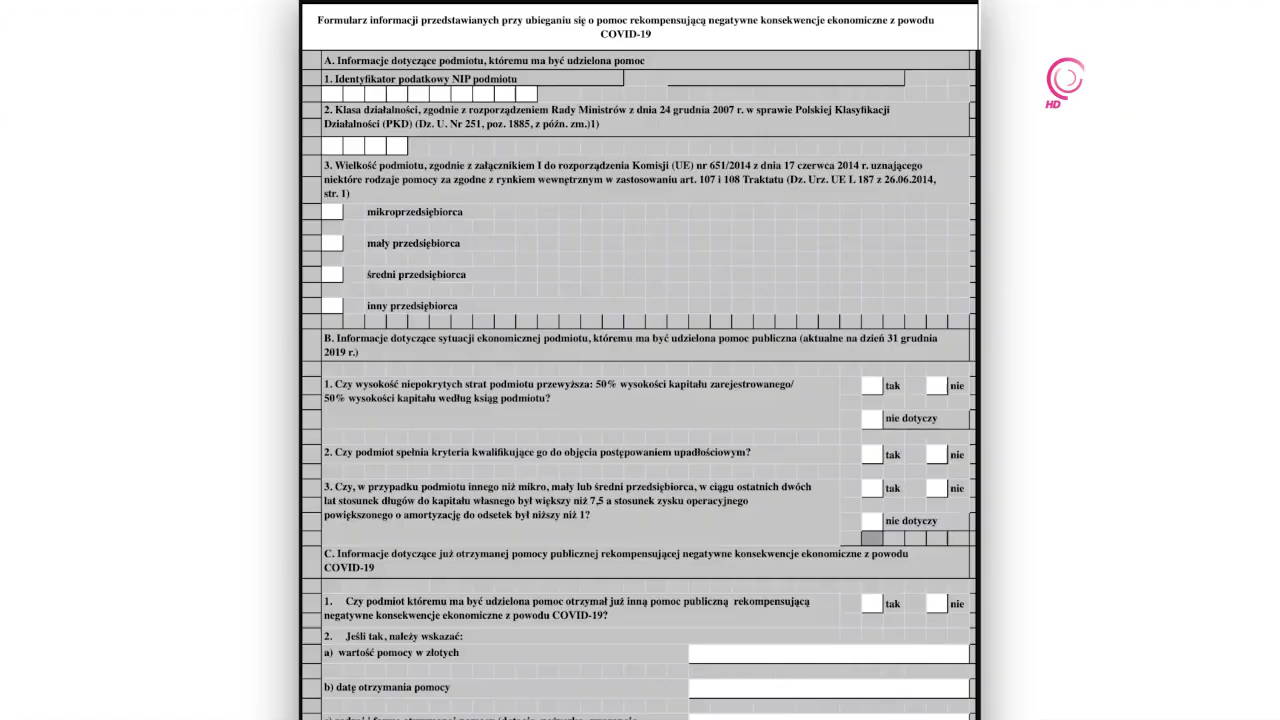 Formularz informacji przedstawianych przy ubieganiu się o pomoc rekompensującą negatywne konsekwencje ekonomiczne z powodu
COVID-19
A. Informacje dotyczące podmiotu, któremu ma być udzielona pomoc
1. Identyfikator podatkowy NIP podmiotu
2. Klasa działalności, zgodnie z rozporządzeniem Rady Ministrów z dnia 24 grudnia 2007 r. w sprawie Polskiej Klasyfikacji
Działalności (PKD) (Dz. U. Nr 251, poz. 1885, z późn. zm.)1)
3. Wielkość podmiotu, zgodnie z załącznikiem I do rozporządzenia Komisji (UE) nr 651/2014 z dnia 17 czerwca 2014 r. uznającego
niektóre rodzaje pomocy za zgodne z rynkiem wewnętrznym w zastosowaniu art. 107 i 108 Traktatu (Dz. Urz. UE L 187 z 26.06.2014,
str. 1)
mikroprzedsiębiorca
mały przedsiębiorca
średni przedsiębiorca
inny przedsiębiorca
B. Informacje dotyczące sytuacji ekonomicznej podmiotu, któremu ma być udzielona pomoc publiczna (aktualne na dzień 31 grudnia
2019 r.)
1. Czy wysokość niepokrytych strat podmiotu przewyższa: 50% wysokości kapitału zarejestrowanego/
50% wysokości kapitału według ksiąg podmiotu?
tak nie
nie dotyczy
2. Czy podmiot spełnia kryteria kwalifikujące go do objęcia postępowaniem upadłościowym?
tak nie
3. Czy, w przypadku podmiotu innego niż mikro, mały lub średni przedsiębiorca, w ciągu ostatnich dwóch
lat stosunek długów do kapitału własnego był większy niż 7,5 a stosunek zysku operacyjnego
powiększonego o amortyzację do odsetek był niższy niż 1?
tak nie
nie dotyczy
C. Informacje dotyczące już otrzymanej pomocy publicznej rekompensującej negatywne konsekwencje ekonomiczne z powodu
COVID-19
1. Czy podmiot któremu ma być udzielona pomoc otrzymał już inną pomoc publiczną rekompensującą
negatywne konsekwencje ekonomiczne z powodu COVID-19?
tak nie
2. Jeśli tak, należy wskazać:
a) wartość pomocy w złotych
b) datę otrzymania pomocy
HD